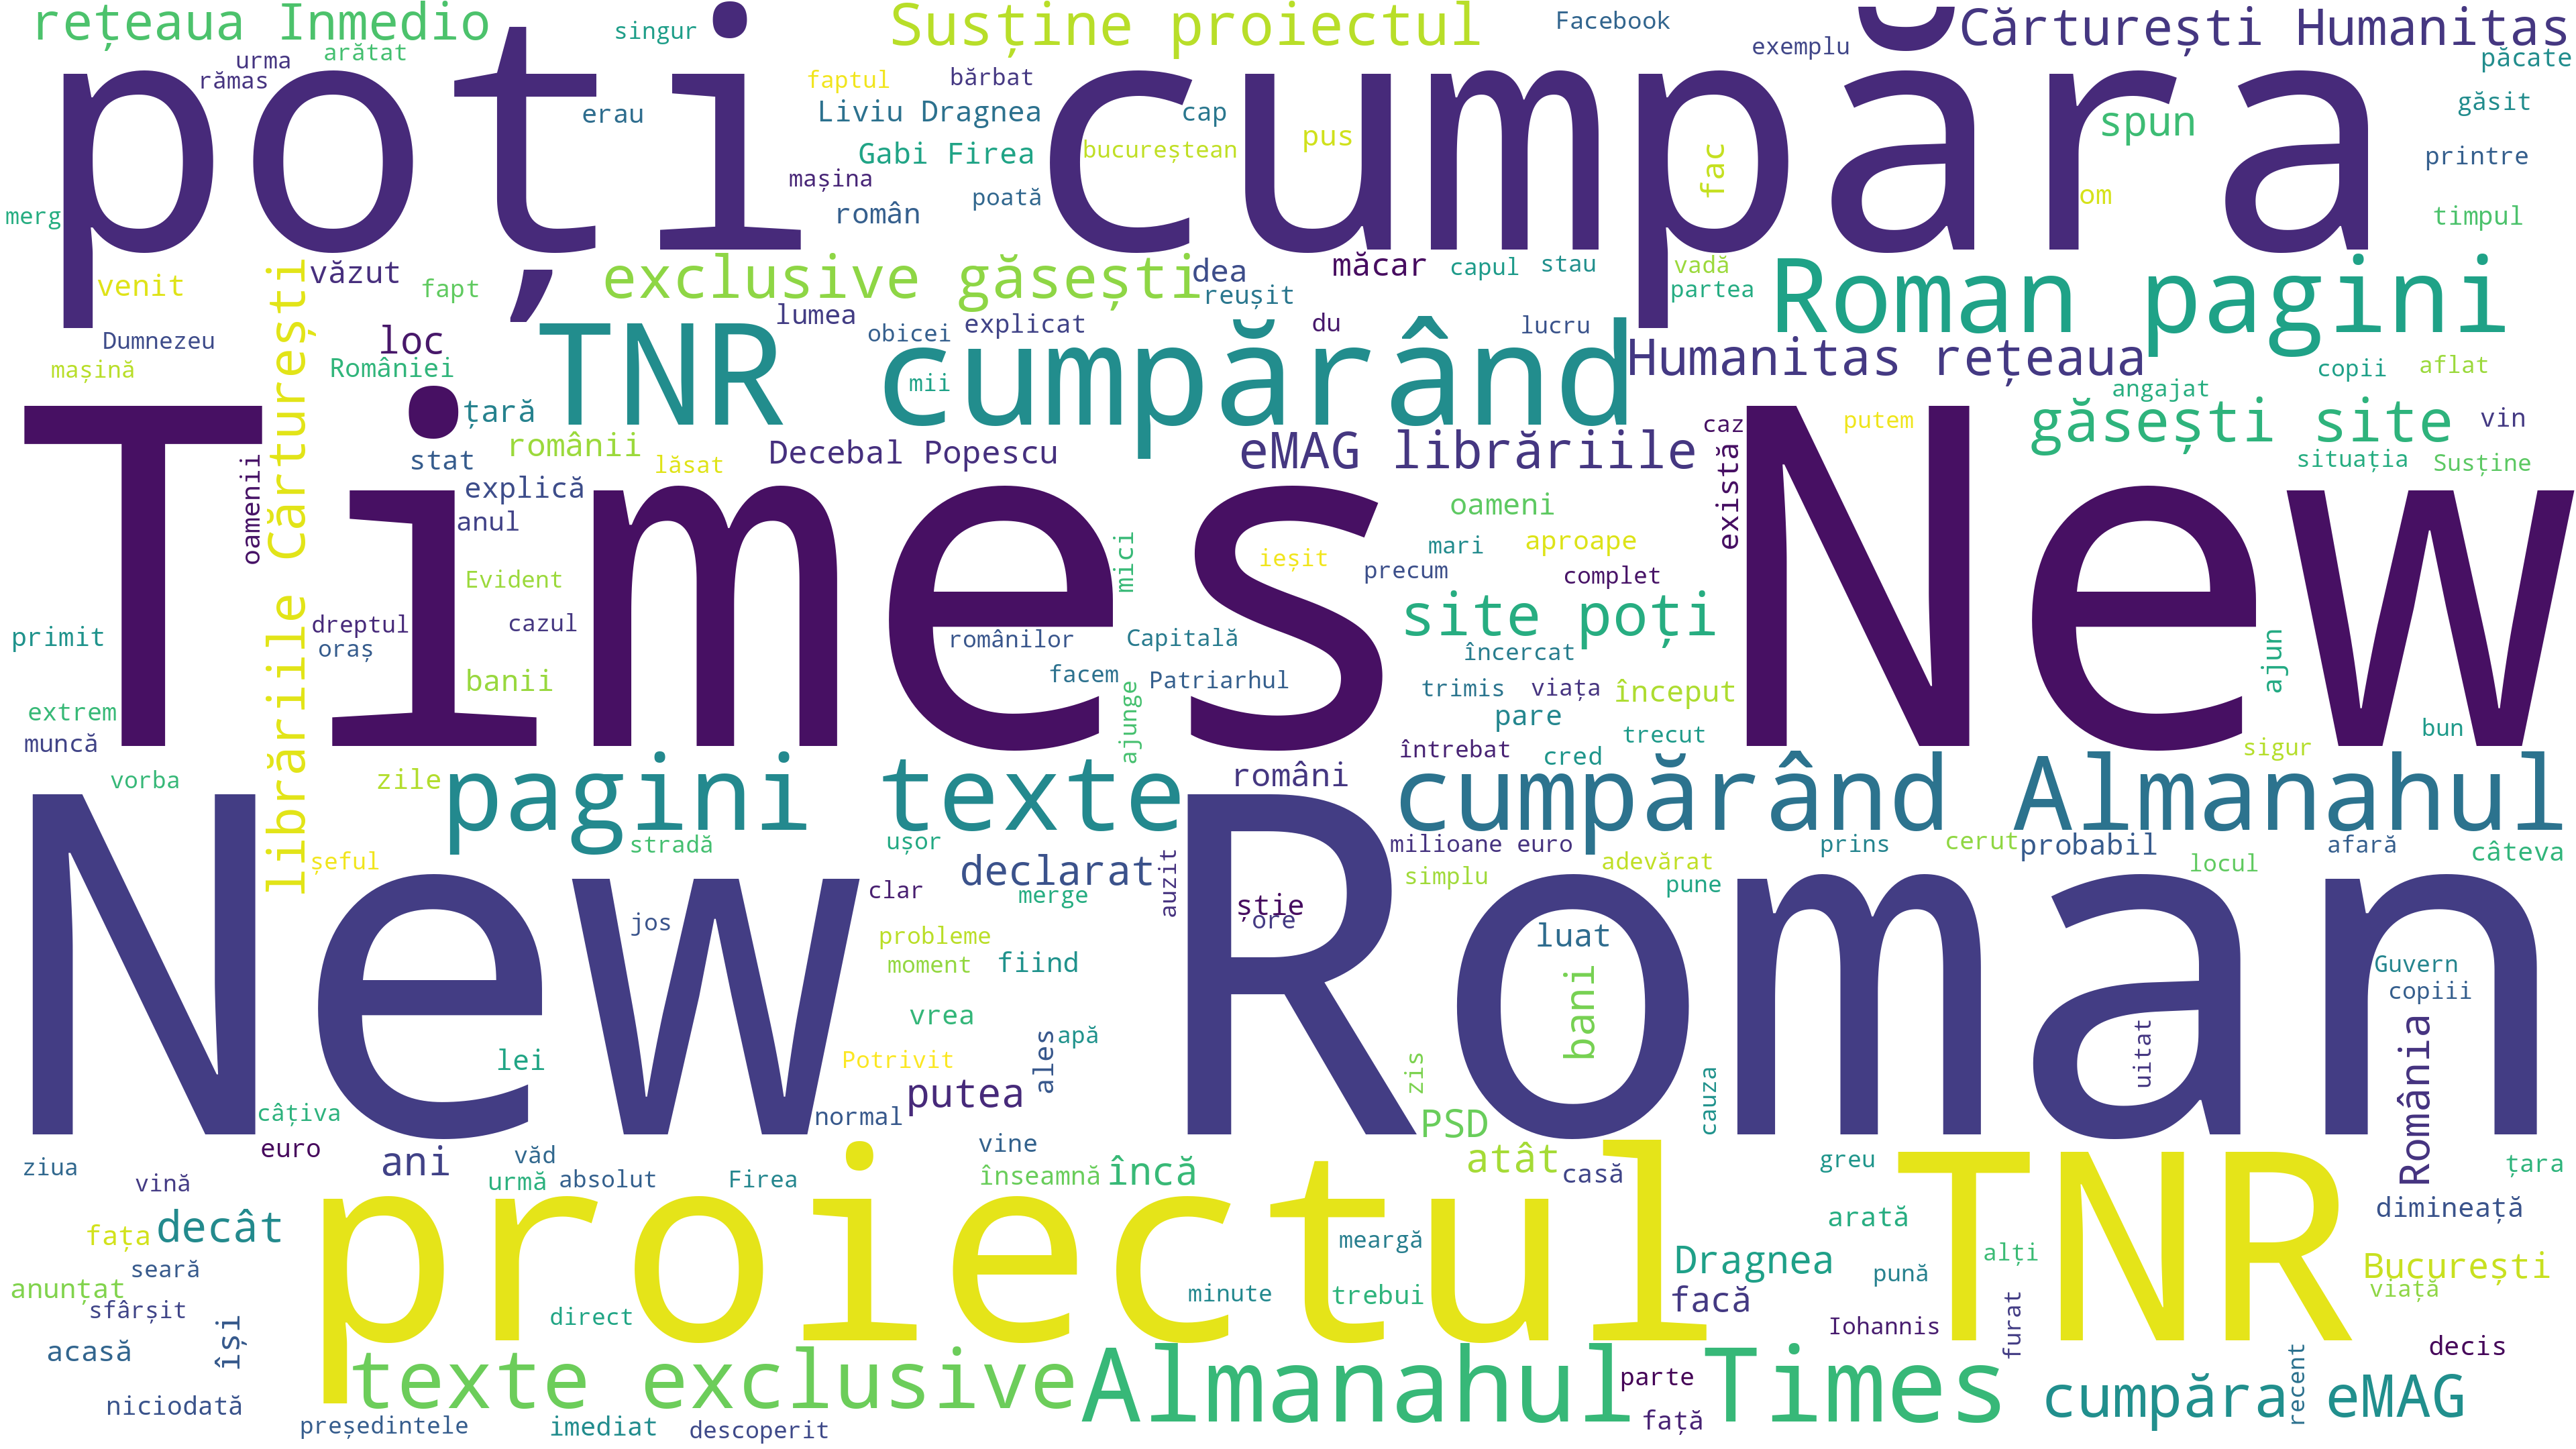 rețeaua Inmedio
singur
Susține proiectul
Facebook
exemplu
Cărturești Humanitas
urma
arătat
rămas
poți cumpăra
faptul
bărbat
păcate
erau
Liviu Dragnea
cap
găsit
Gabi Firea
bucureștean
pus
fac
spun
printre
mașina
poată
om
merg
român
timpul
venit
văzut
fapt
exclusive găsești
dea
măcar
capul
stau
vadă
partea
Roman pagini
reușit
Dumnezeu
loc
lumea
obicei
explicat
du
lucru
mașină
României
TNR cumpărând
mii
Humanitas rețeaua
copii
aflat
angajat
țară
românii
Decebal Popescu
eMAG librăriile
caz
putem
găsești site
vin
stat
lăsat
situația
Susține
oamenii
librăriile Cărturești
explică
anul
Times New
există
oameni
mari
aproape
Evident
mici
ieșit
precum
complet
dreptul
cazul
românilor
Capitală
site poți
primit
oraș
încercat
ajun
banii
facem
Patriarhul
trimis
viața
început
extrem
ajunge
pare
muncă
întrebat
cred
trecut
bun
sigur
vorba
zile
pagini texte
români
cumpărând Almanahul
șeful
stradă
ușor
milioane euro
adevărat
prins
cerut
probabil
afară
câteva
declarat
simplu
pune
locul
clar
merge
auzit
știe
ore
New Roman
jos
probleme
moment
fiind
luat
bani
Guvern
copiii
vrea
lei
Potrivit
ales
apă
zis
cauza
uitat
România
câțiva
normal
putea
PSD
euro
ani
văd
vine
atât
ziua
vină
urmă
absolut
Firea
înseamnă
încă
casă
greu
țara
fața
decât
proiectul TNR
meargă
arată
dimineață
seară
Dragnea
pună
alți
București
anunțat
viață
sfârșit
direct
minute
trebui
facă
își
Iohannis
furat
acasă
decis
texte exclusive
Almanahul Times
parte
cumpăra eMAG
recent
niciodată
președintele
imediat
descoperit
față